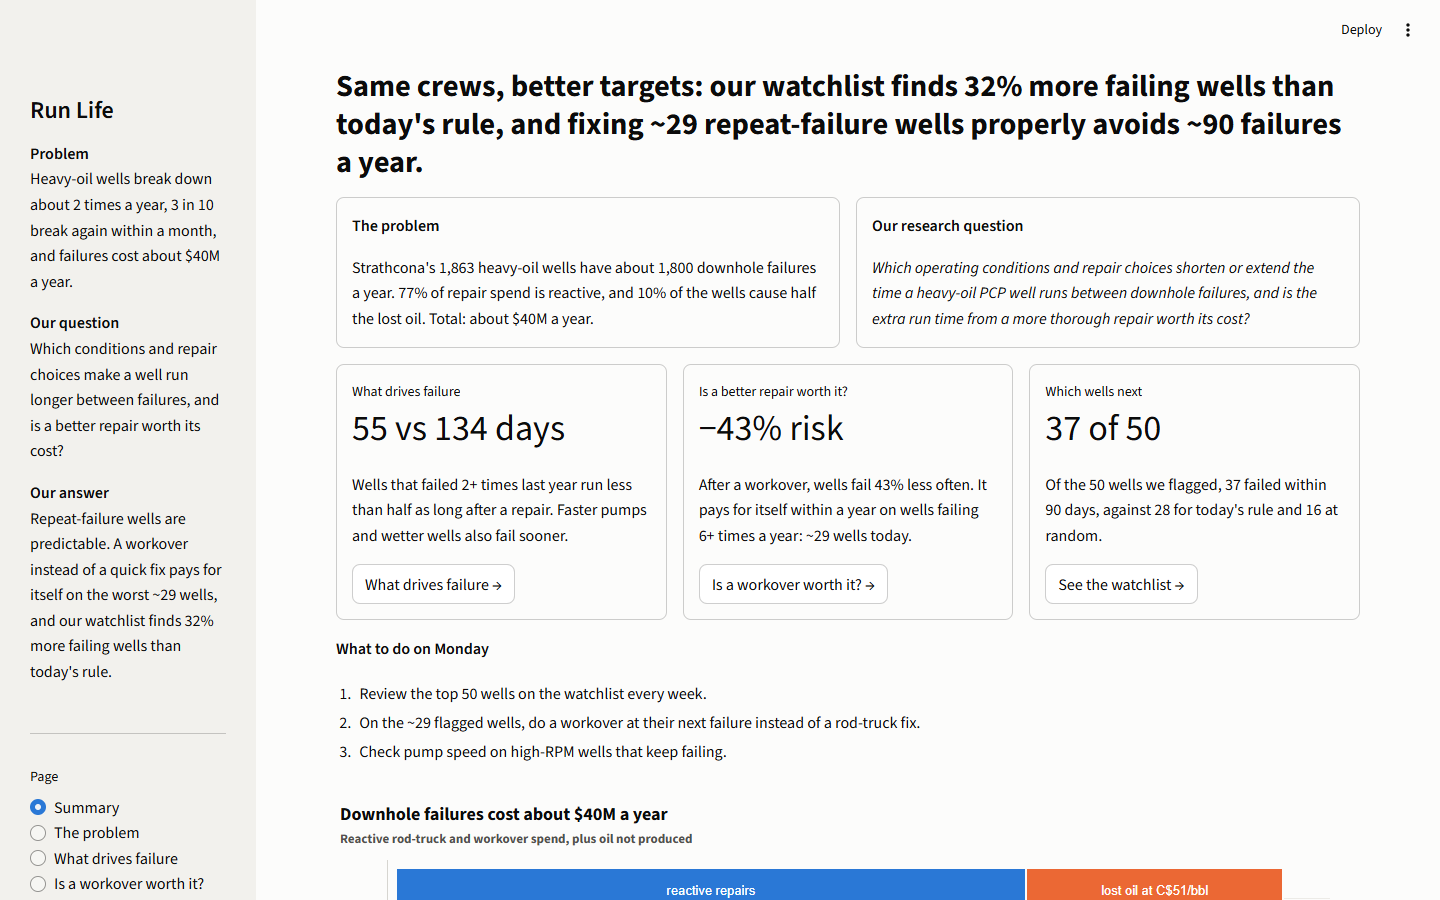 Deploy
Run Life
Problem
Heavy-oil wells break down
about 2 times a year, 3 in 10
break again within a month,
and failures cost about $40M
a year.
Our question
Which conditions and repair
choices make a well run
longer between failures, and
is a better repair worth its
cost?
Our answer
Repeat-failure wells are
predictable. A workover
instead of a quick fix pays for
itself on the worst ~29 wells,
and our watchlist finds 32%
more failing wells than
today's rule.
Page
Summary
The problem
What drives failure
Is a workover worth it?
Same crews, better targets: our watchlist finds 32% more failing wells than
today's rule, and fixing ~29 repeat-failure wells properly avoids ~90 failures
a year.
The problem
Strathcona's 1,863 heavy-oil wells have about 1,800 downhole failures
a year. 77% of repair spend is reactive, and 10% of the wells cause half
the lost oil. Total: about $40M a year.
Our research question
Which operating conditions and repair choices shorten or extend the
time a heavy-oil PCP well runs between downhole failures, and is the
extra run time from a more thorough repair worth its cost?
What drives failure
55 vs 134 days
Wells that failed 2+ times last year run less
than half as long after a repair. Faster pumps
and wetter wells also fail sooner.
What drives failure →
Is a better repair worth it?
−43% risk
After a workover, wells fail 43% less often. It
pays for itself within a year on wells failing
6+ times a year: ~29 wells today.
Is a workover worth it? →
Which wells next
37 of 50
Of the 50 wells we flagged, 37 failed within
90 days, against 28 for today's rule and 16 at
random.
See the watchlist →
What to do on Monday
1. Review the top 50 wells on the watchlist every week.
2. On the ~29 flagged wells, do a workover at their next failure instead of a rod-truck fix.
3. Check pump speed on high-RPM wells that keep failing.
Downhole failures cost about $40M a year
Reactive rod-truck and workover spend, plus oil not produced
reactive repairs
lost oil at C$51/bbl